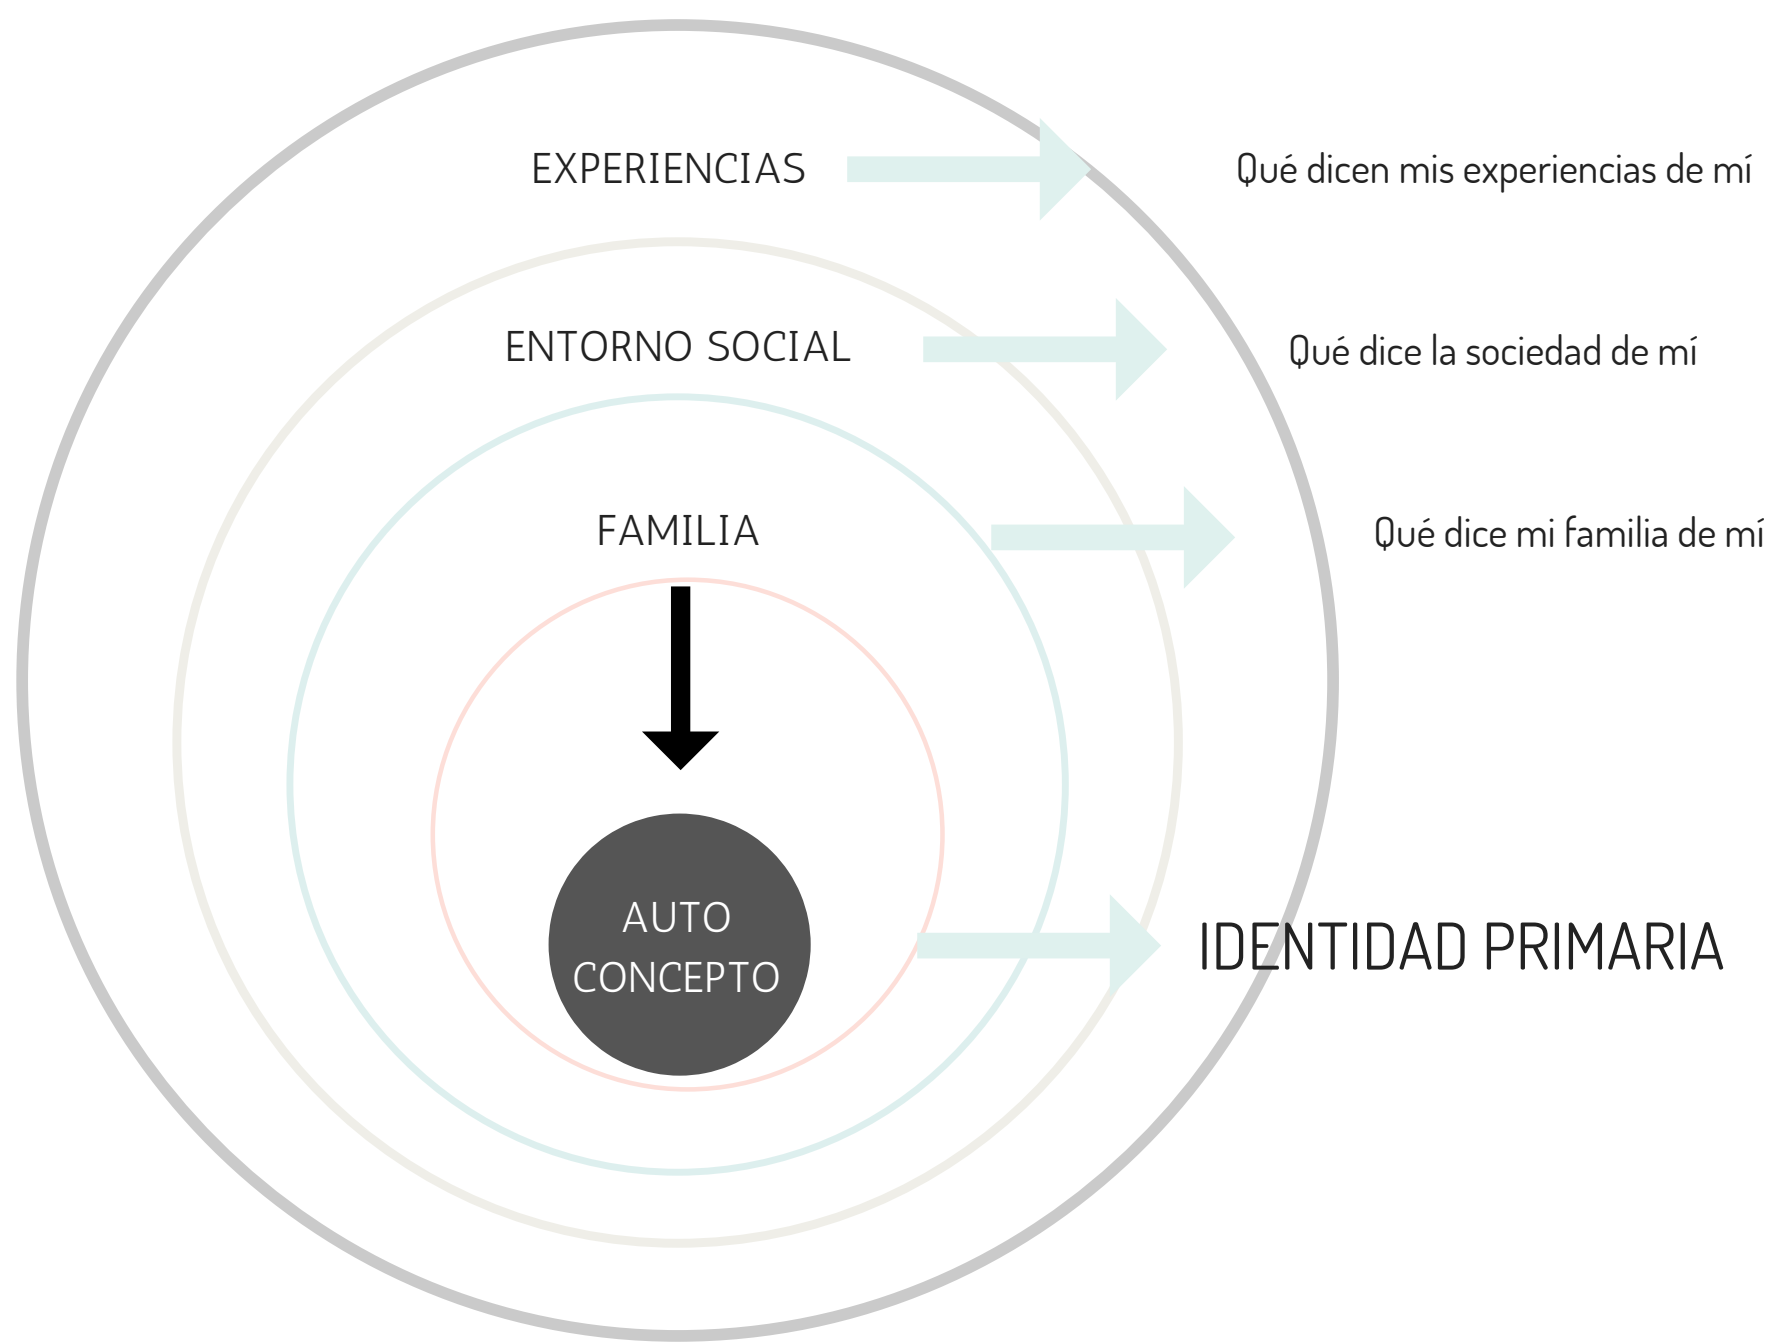 EXPERIENCIAS
Qué dicen mis experiencias de mí
ENTORNO SOCIAL
Qué dice la sociedad de mí
FAMILIA
Qué dice mi familia de mí
AUTO
CONCEPTO
IDENTIDAD PRIMARIA